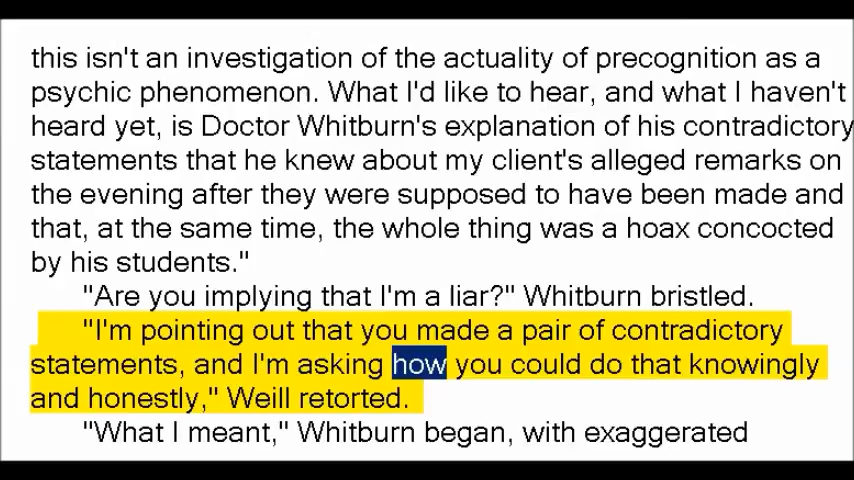 this isn't an investigation of the actuality of precognition as a
psychic phenomenon. What I'd like to hear, and what I haven't
heard yet, is Doctor Whitburn's explanation of his contradictory
statements that he knew about my client's alleged remarks on
the evening after they were supposed to have been made and
that, at the same time, the whole thing was a hoax concocted
by his students."
"Are you implying that I'm a liar?" Whitburn bristled.
"I'm pointing out that you made a pair of contradictory
statements, and I'm asking how you could do that knowingly
and honestly," Weill retorted.
"What I meant," Whitburn began, with exaggerated